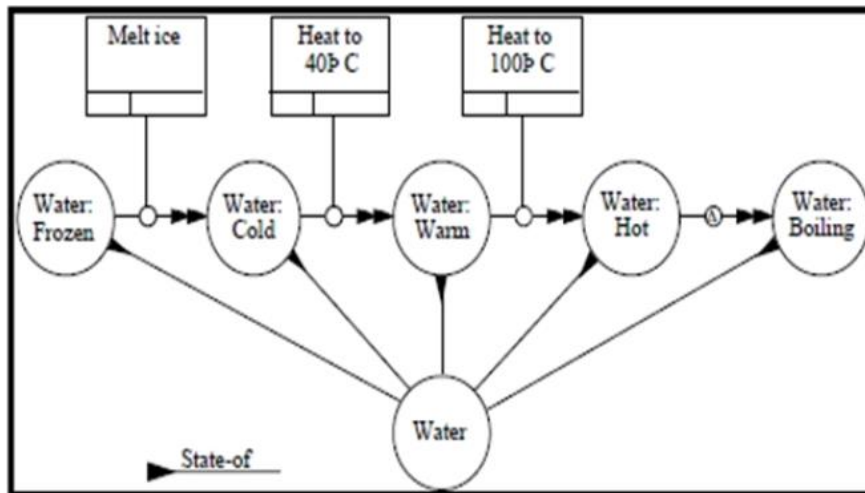 Melt ice
Heat to
40Þ C
Heat to
100Þ C
Water:
Frozen
Water:
Cold
Water:
Warm
Water:
Hot
Δ
Water:
Boiling
Water
State-of